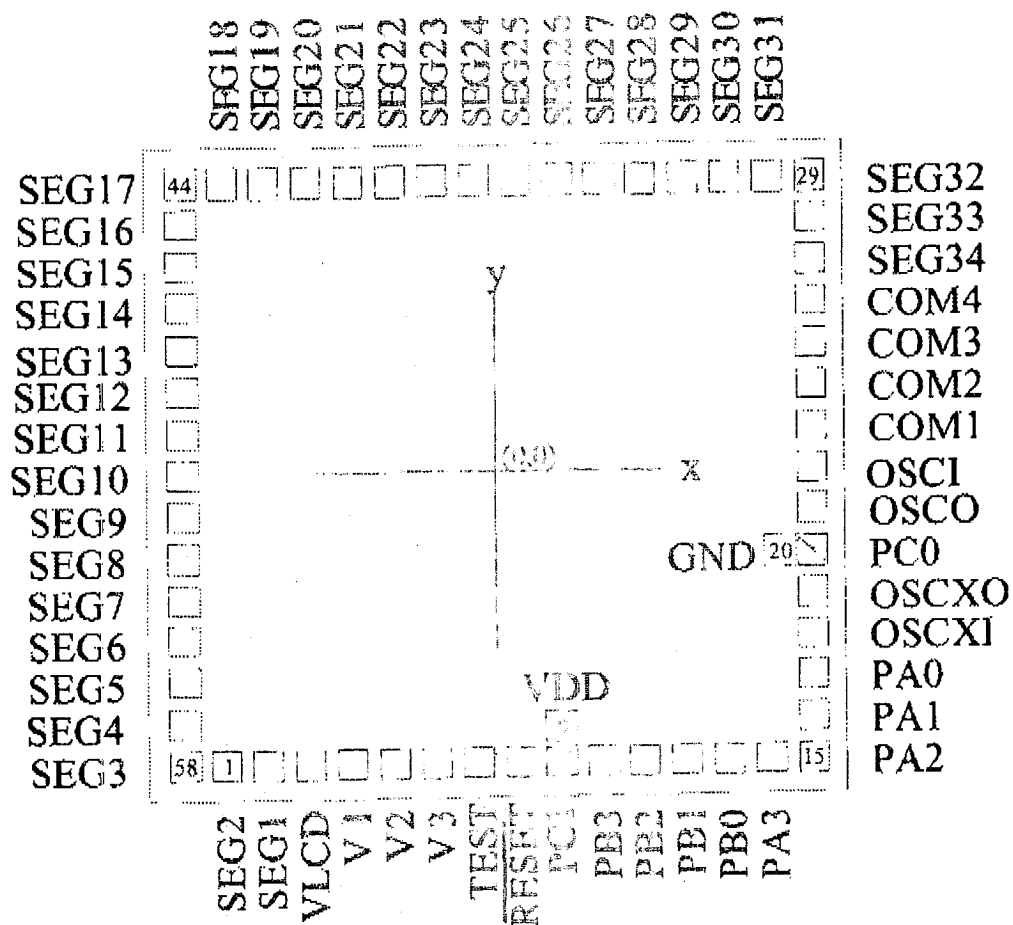 SEG18
SEG19
SEG20
SEG21
SEG22
SEG23
SEG24
SEG25
SEG26
SEG27
SEG28
SEG29
SEG30
SEG31
SEG17 44 29 SEG32
SEG16 SEG33
SEG15 SEG34
y
SEG14 COM4
SEG13 COM3
SEG12 COM2
SEG11 COM1
(0,0)
SEG10 x OSCI
SEG9 OSCO
SEG8 GND 20 PC0
SEG7 OSCXO
SEG6 OSCXI
SEG5 VDD PA0
SEG4 PA1
SEG3 58 1 15 PA2
SEG2
SEG1
VLCD
V1
V2
V3
TEST
RESET
PC1
PB3
PB2
PB1
PB0
PA3